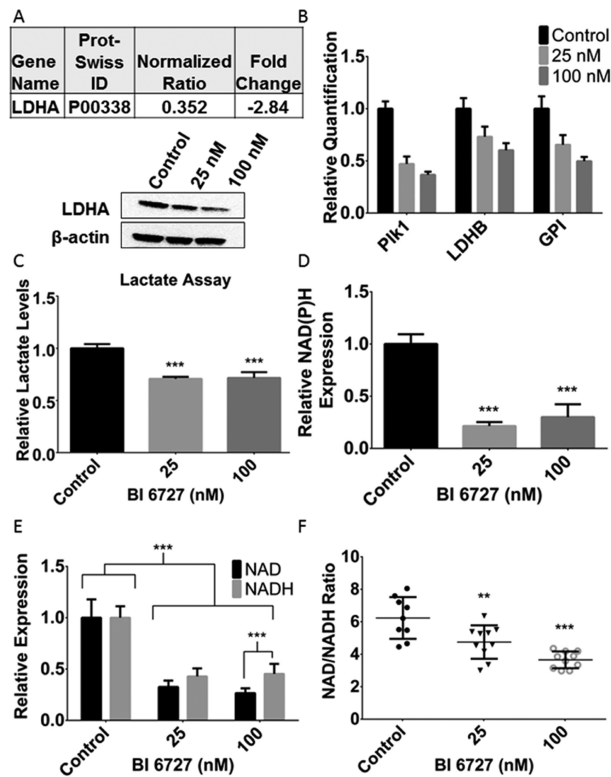 A
Gene Name Prot-Swiss ID Normalized Ratio Fold Change
LDHA P00338 0.352 -2.84
Control 25 nM 100 nM
LDHA
β-actin
B
Control
25 nM
100 nM
Relative Quantification
1.5
1.0
0.5
0.0
Plk1 LDHB GPI
C
Lactate Assay
Relative Lactate Levels
1.5
1.0
0.5
0.0
*** ***
Control 25 100
BI 6727 (nM)
D
Relative NAD(P)H Expression
1.5
1.0
0.5
0.0
*** ***
Control 25 100
BI 6727 (nM)
E
***
NAD
NADH
Relative Expression
1.5
1.0
0.5
0.0
***
Control 25 100
BI 6727 (nM)
F
NAD/NADH Ratio
10
8
6
4
2
0
** ***
Control 25 100
BI 6727 (nM)